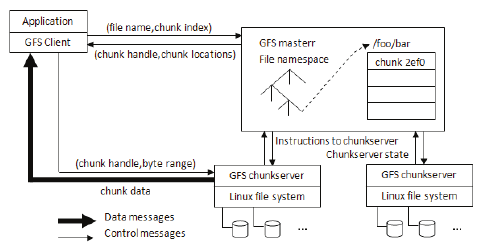 Application
GFS Client
(file name,chunk index)
(chunk handle,chunk locations)
GFS masterr
File namespace
/foo/bar
chunk 2ef0
Instructions to chunkserver
Chunkserver state
(chunk handle,byte range)
chunk data
GFS chunkserver
Linux file system
...
GFS chunkserver
Linux file system
...
Data messages
Control messages